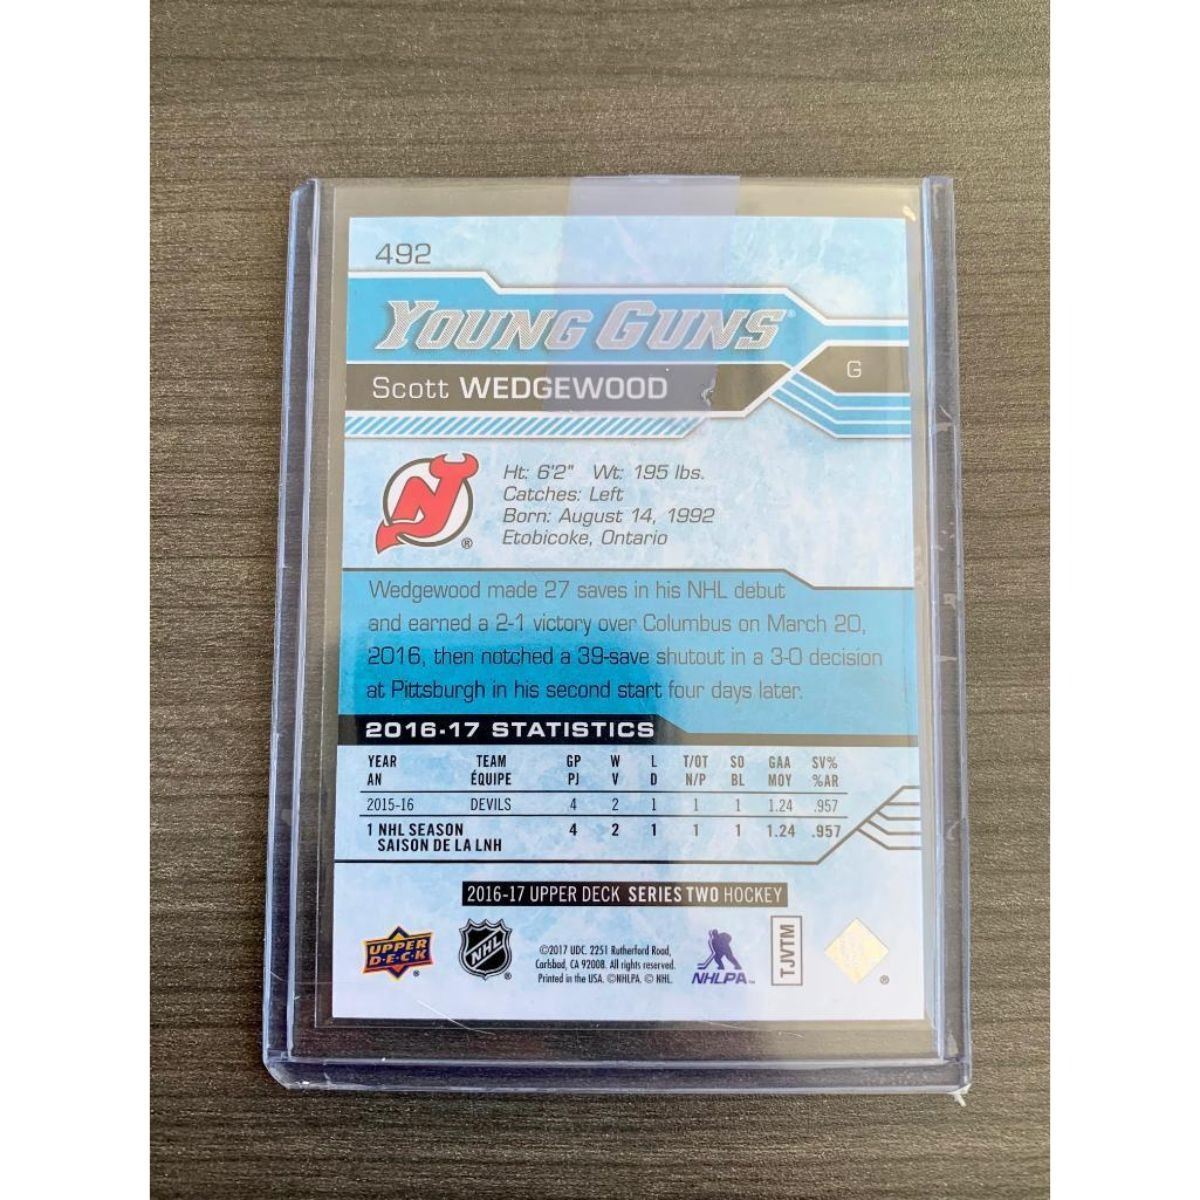 492
YOUNG GUNS®
Scott WEDGEWOOD
G
Ht: 6'2" Wt: 195 lbs.
Catches: Left
Born: August 14, 1992
Etobicoke, Ontario
®
Wedgewood made 27 saves in his NHL debut
and earned a 2-1 victory over Columbus on March 20,
2016, then notched a 39-save shutout in a 3-0 decision
at Pittsburgh in his second start four days later.
2016-17 STATISTICS
YEAR TEAM GP W L T/OT SO GAA SV%
AN ÉQUIPE PJ V D N/P BL MOY %AR
2015-16 DEVILS 4 2 1 1 1 1.24 .957
1 NHL SEASON 4 2 1 1 1 1.24 .957
SAISON DE LA LNH
2016-17 UPPER DECK SERIES TWO HOCKEY
UPPER DECK ®
NHL ®
©2017 UDC. 2251 Rutherford Road,
Carlsbad, CA 92008. All rights reserved.
Printed in the USA. ©NHLPA. © NHL.
NHLPA™
TJVTM
®